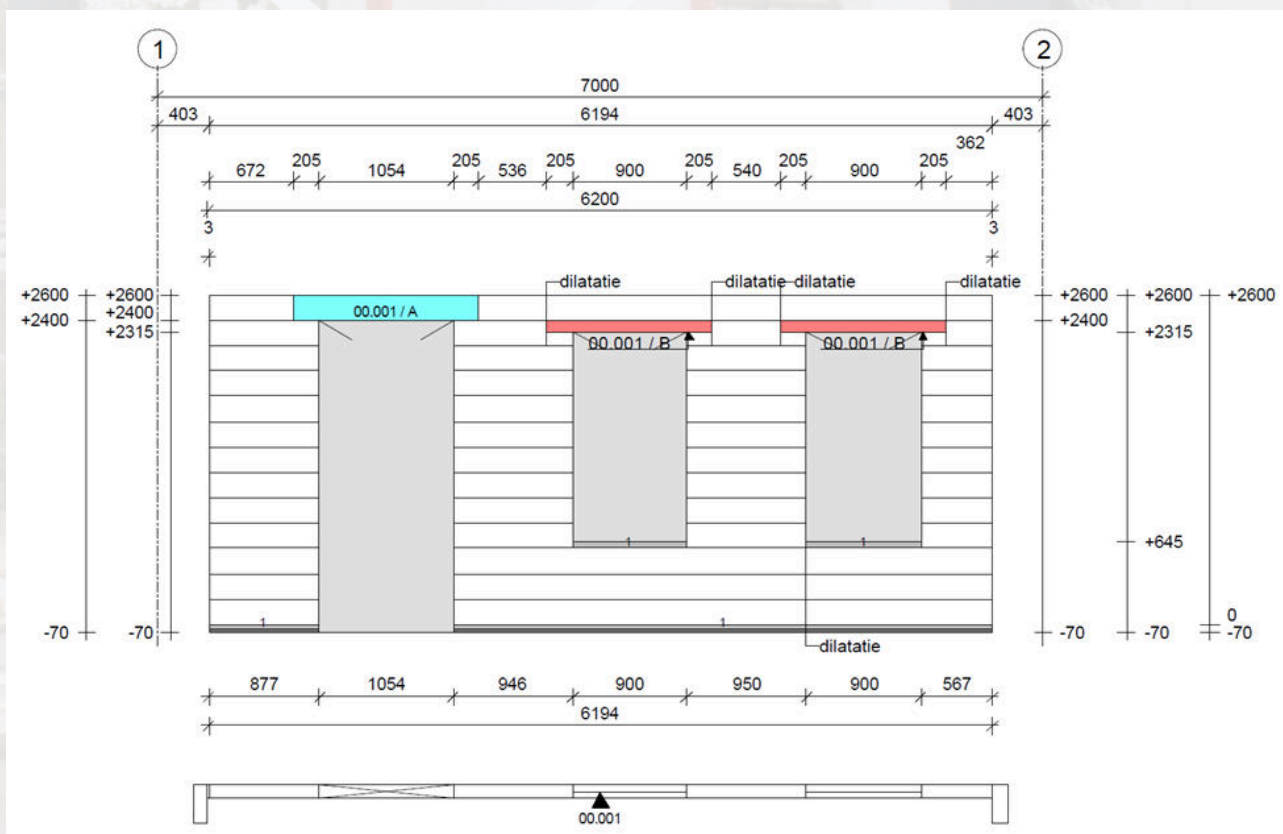 1 2
7000
403 6194 403
362
205 205 205 205 205 205
672 1054 536 900 540 900
6200
3 3
dilatatie dilatatie dilatatie dilatatie
+2600 +2600 +2600 +2600 +2600
00.001 / A
+2400 +2400 +2400
+2315 +2315
00.001 / B 00.001 / B
1 1 +645
0
1 1
-70 -70 -70 -70 -70
dilatatie
877 1054 946 900 950 900 567
6194
00.001